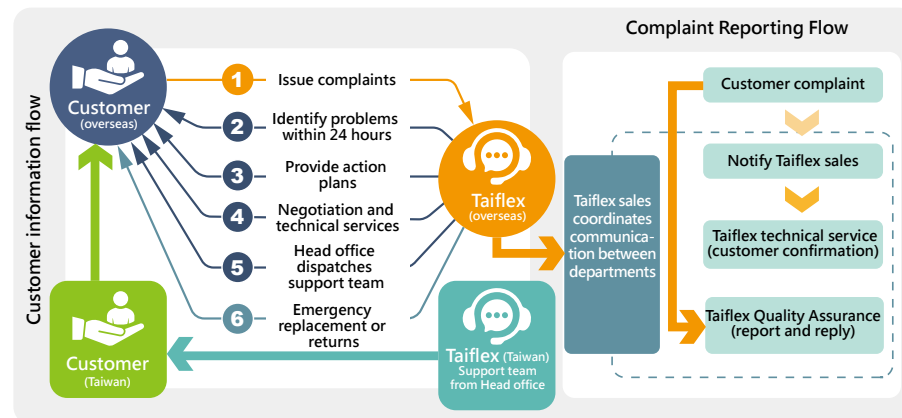 Customer information flow
Customer
(overseas)
1
Issue complaints
2
Identify problems
within 24 hours
3
Provide action
plans
4
Negotiation and
technical services
5
Head office
dispatches
support team
6
Emergency
replacement or
returns
Taiflex
(overseas)
Customer
(Taiwan)
Taiflex (Taiwan)
Support team
from Head office
Complaint Reporting Flow
Taiflex sales
coordinates
communica-
tion between
departments
Customer complaint
Notify Taiflex sales
Taiflex technical service
(customer confirmation)
Taiflex Quality Assurance
(report and reply)